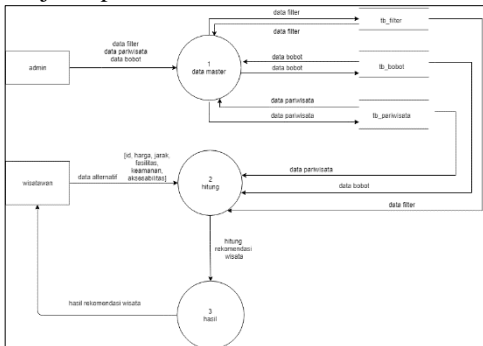 data filter
tb_filter
data filter
data filter
data pariwisata
data bobot
admin
1
data master
data bobot
data bobot
tb_bobot
data pariwisata
data pariwisata
tb_pariwisata
[id, harga, jarak,
fasilitas,
keamanan,
aksesabilitas]
wisatawan
data alternatif
2
hitung
data pariwisata
data bobot
data filter
hitung
rekomendasi
wisata
hasil rekomendasi wisata
3
hasil